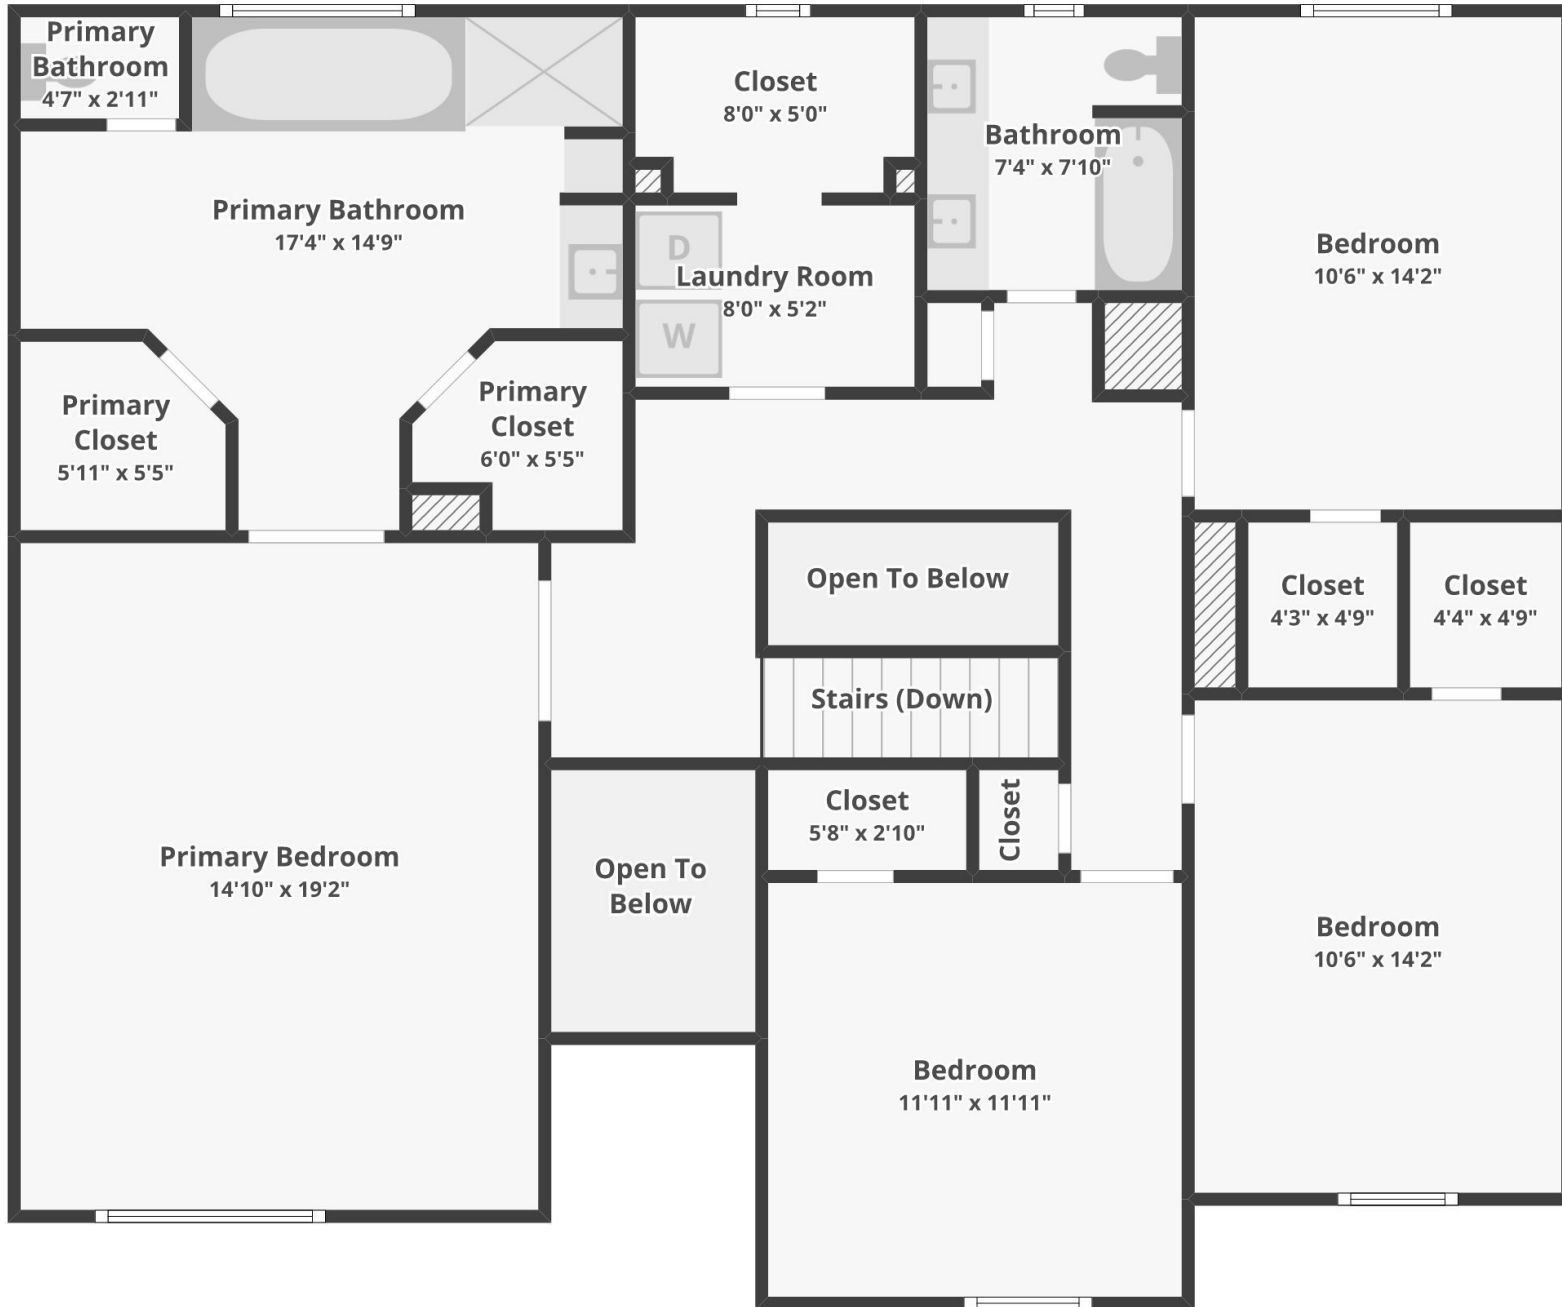 Primary
Bathroom
4'7" x 2'11"
Closet
8'0" x 5'0"
Bathroom
7'4" x 7'10"
Primary Bathroom
17'4" x 14'9"
D
Laundry Room
8'0" x 5'2"
W
Bedroom
10'6" x 14'2"
Primary
Closet
5'11" x 5'5"
Primary
Closet
6'0" x 5'5"
Open To Below
Closet
4'3" x 4'9"
Closet
4'4" x 4'9"
Stairs (Down)
Closet
5'8" x 2'10"
Closet
Primary Bedroom
14'10" x 19'2"
Open To
Below
Bedroom
10'6" x 14'2"
Bedroom
11'11" x 11'11"